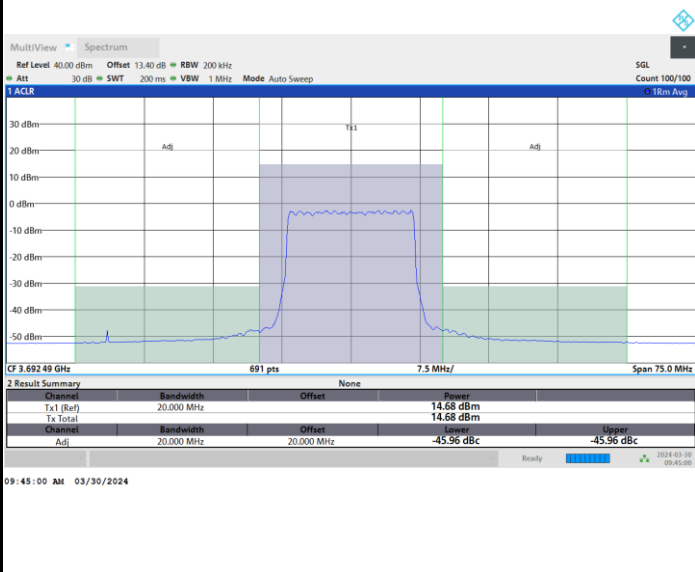 MultiView Spectrum
Ref Level 40.00 dBm Offset 13.40 dB RBW 200 kHz SGL
Att 30 dB SWT 200 ms VBW 1 MHz Mode Auto Sweep Count 100/100
1 ACLR 1Rm Avg
30 dBm
Tx1
Adj Adj
20 dBm
10 dBm
0 dBm
-10 dBm
-20 dBm
-30 dBm
-40 dBm
-50 dBm
CF 3.692 49 GHz 691 pts 7.5 MHz/ Span 75.0 MHz
2 Result Summary None
Channel Bandwidth Offset Power
Tx1 (Ref) 20.000 MHz 14.68 dBm
Tx Total 14.68 dBm
Channel Bandwidth Offset Lower Upper
Adj 20.000 MHz 20.000 MHz -45.96 dBc -45.96 dBc
Ready 2024-03-30
09:45:00
09:45:00 AM 03/30/2024